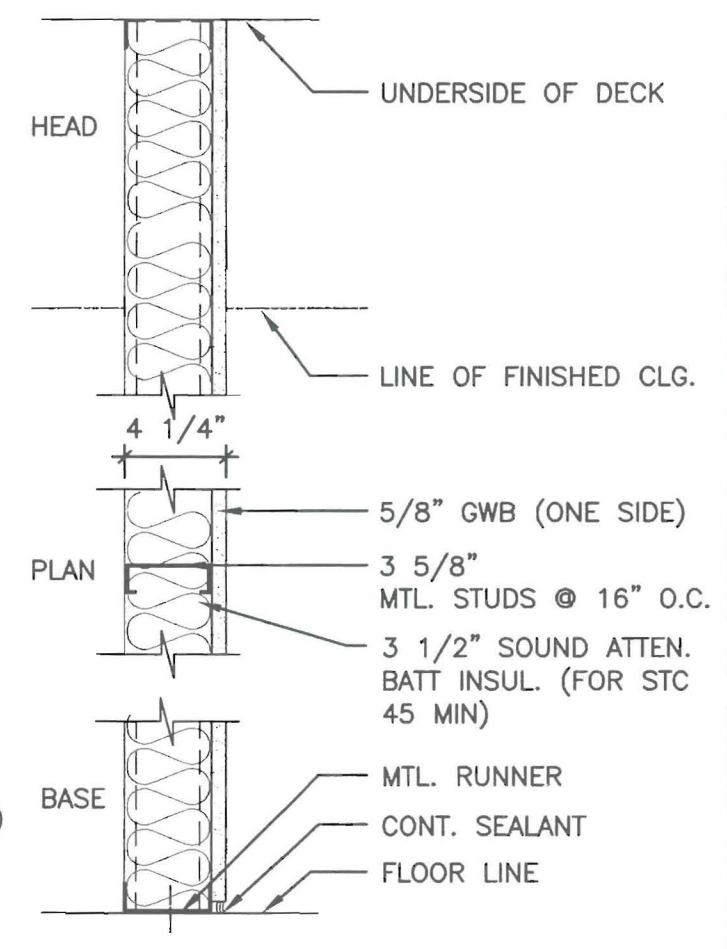 UNDERSIDE OF DECK
HEAD
LINE OF FINISHED CLG.
4 1/4"
5/8" GWB (ONE SIDE)
PLAN
3 5/8"
MTL. STUDS @ 16" O.C.
3 1/2" SOUND ATTEN.
BATT INSUL. (FOR STC
45 MIN)
MTL. RUNNER
BASE
CONT. SEALANT
FLOOR LINE